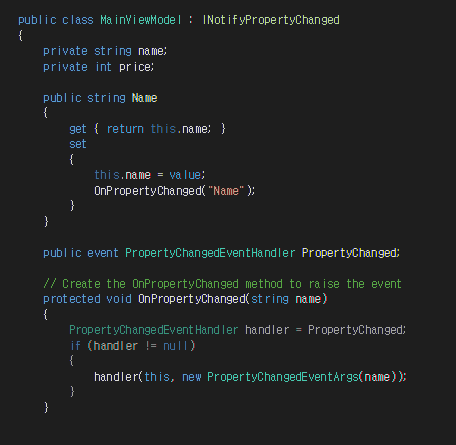 public class MainViewModel : INotifyPropertyChanged
{
private string name;
private int price;
public string Name
{
get { return this.name; }
set
{
this.name = value;
OnPropertyChanged("Name");
}
}
public event PropertyChangedEventHandler PropertyChanged;
// Create the OnPropertyChanged method to raise the event
protected void OnPropertyChanged(string name)
{
PropertyChangedEventHandler handler = PropertyChanged;
if (handler != null)
{
handler(this, new PropertyChangedEventArgs(name));
}
}